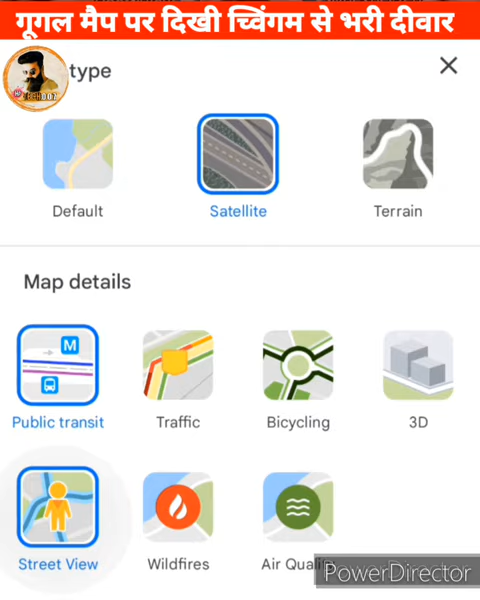 गूगल मैप पर दिखी च्विंगम से भरी दीवार
type
Default
Satellite
Terrain
Map details
M
Public transit
Traffic
Bicycling
3D
Street View
Wildfires
Air Quali
PowerDirector